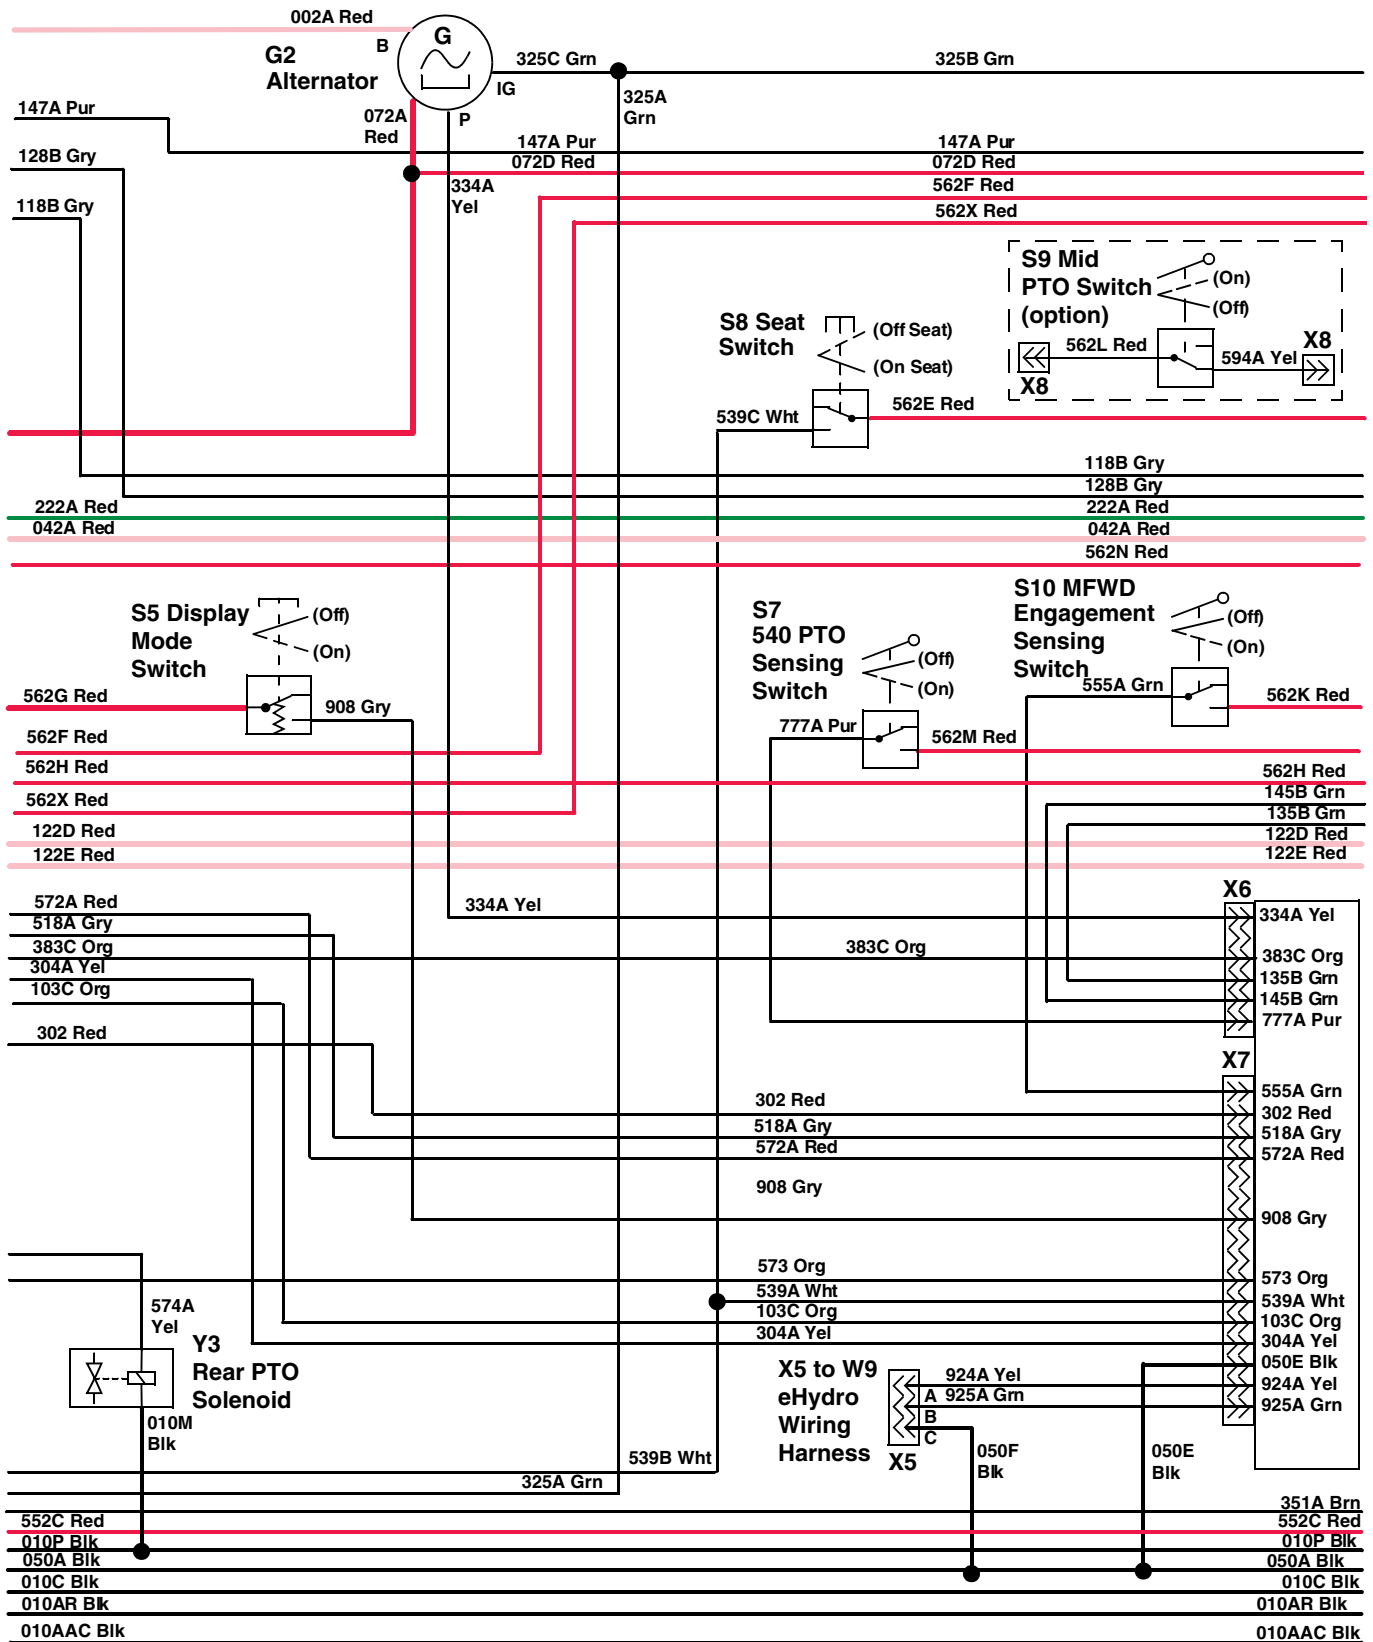 002A Red
B
G
G2
Alternator
325C Grn
325B Grn
IG
325A
Grn
147A Pur
072A
Red
P
128B Gry
147A Pur
147A Pur
072D Red
072D Red
334A
Yel
562F Red
118B Gry
562X Red
S9 Mid
PTO Switch
(option)
(On)
(Off)
S8 Seat
Switch
(Off Seat)
(On Seat)
562L Red
X8
594A Yel
X8
539C Wht
562E Red
118B Gry
128B Gry
222A Red
222A Red
042A Red
042A Red
562N Red
S5 Display
Mode
Switch
(Off)
(On)
S7
540 PTO
Sensing
Switch
(Off)
(On)
S10 MFWD
Engagement
Sensing
Switch
(Off)
(On)
562G Red
908 Gry
555A Grn
562K Red
777A Pur
562M Red
562F Red
562H Red
562H Red
562X Red
145B Grn
135B Grn
122D Red
122D Red
122E Red
122E Red
X6
572A Red
334A Yel
334A Yel
518A Gry
383C Org
383C Org
383C Org
304A Yel
135B Grn
103C Org
145B Grn
777A Pur
302 Red
X7
555A Grn
302 Red
302 Red
518A Gry
518A Gry
572A Red
572A Red
908 Gry
908 Gry
573 Org
573 Org
539A Wht
539A Wht
103C Org
103C Org
304A Yel
304A Yel
574A
Yel
Y3
Rear PTO
Solenoid
050E Blk
X5 to W9
eHydro
Wiring
Harness
924A Yel
924A Yel
A
925A Grn
925A Grn
B
C
X5
010M
Blk
539B Wht
050F
Blk
050E
Blk
325A Grn
351A Brn
552C Red
552C Red
010P Blk
010P Blk
050A Blk
050A Blk
010C Blk
010C Blk
010AR Blk
010AR Blk
010AAC Blk
010AAC Blk